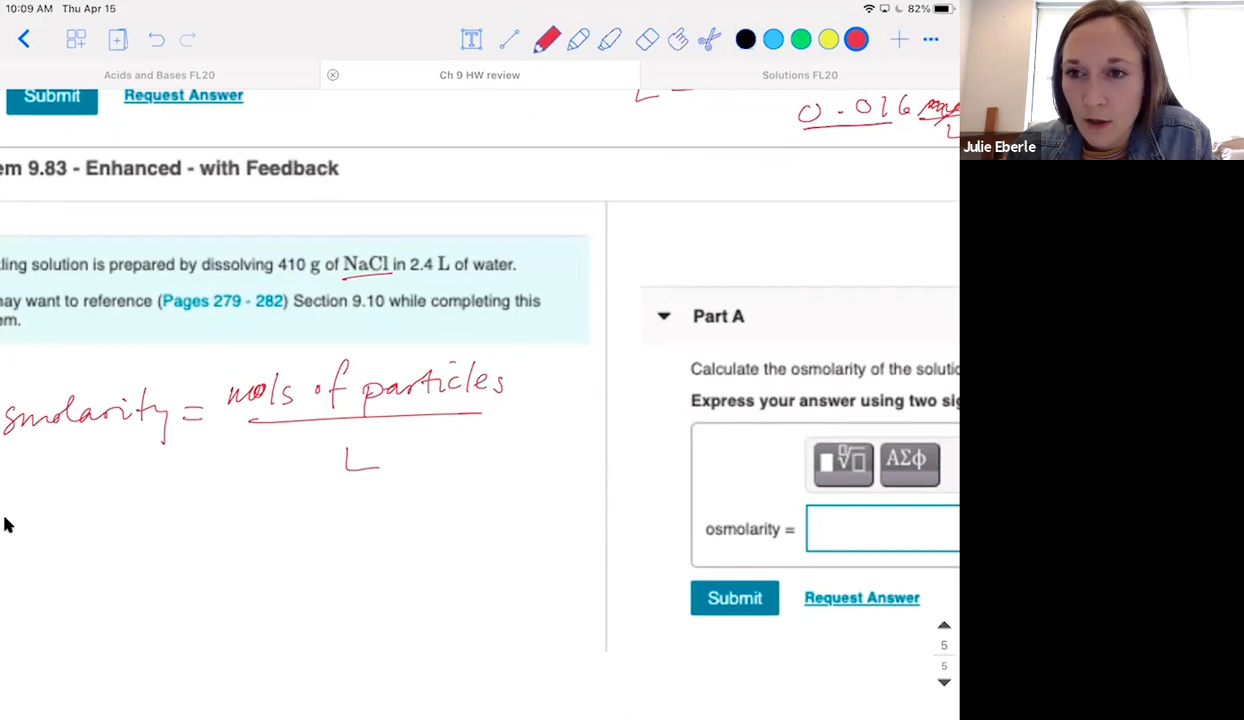 10:09 AM Thu Apr 15
82%
Acids and Bases FL20
Ch 9 HW review
Solutions FL20
Submit
Request Answer
L
0.016
Julie Eberle
em 9.83 - Enhanced - with Feedback
ling solution is prepared by dissolving 410 g of NaCl in 2.4 L of water.
may want to reference (Pages 279 - 282) Section 9.10 while completing this
em.
smolarity = mols of particles
L
Part A
Calculate the osmolarity of the solutio
Express your answer using two sig
ΑΣφ
osmolarity =
Submit
Request Answer
5
5